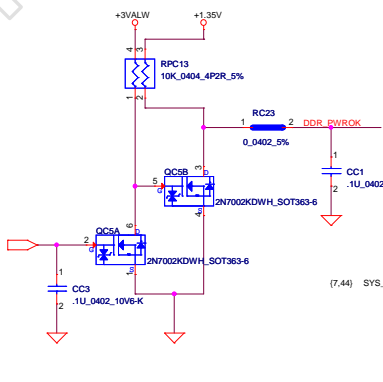 +3VALW +1.35V
4 3
RPC13
10K_0404_4P2R_5%
1 2
RC23
1 2 DDR_PWROK
0_0402_5%
3
QC5B D
5
G
2N7002KDWH_SOT363-6
S
4
1
CC1
.1U_0402
2
6
QC5A D
2
G
2N7002KDWH_SOT363-6
S
1
1
CC3
.1U_0402_10V6-K
2
{7,44} SYS_